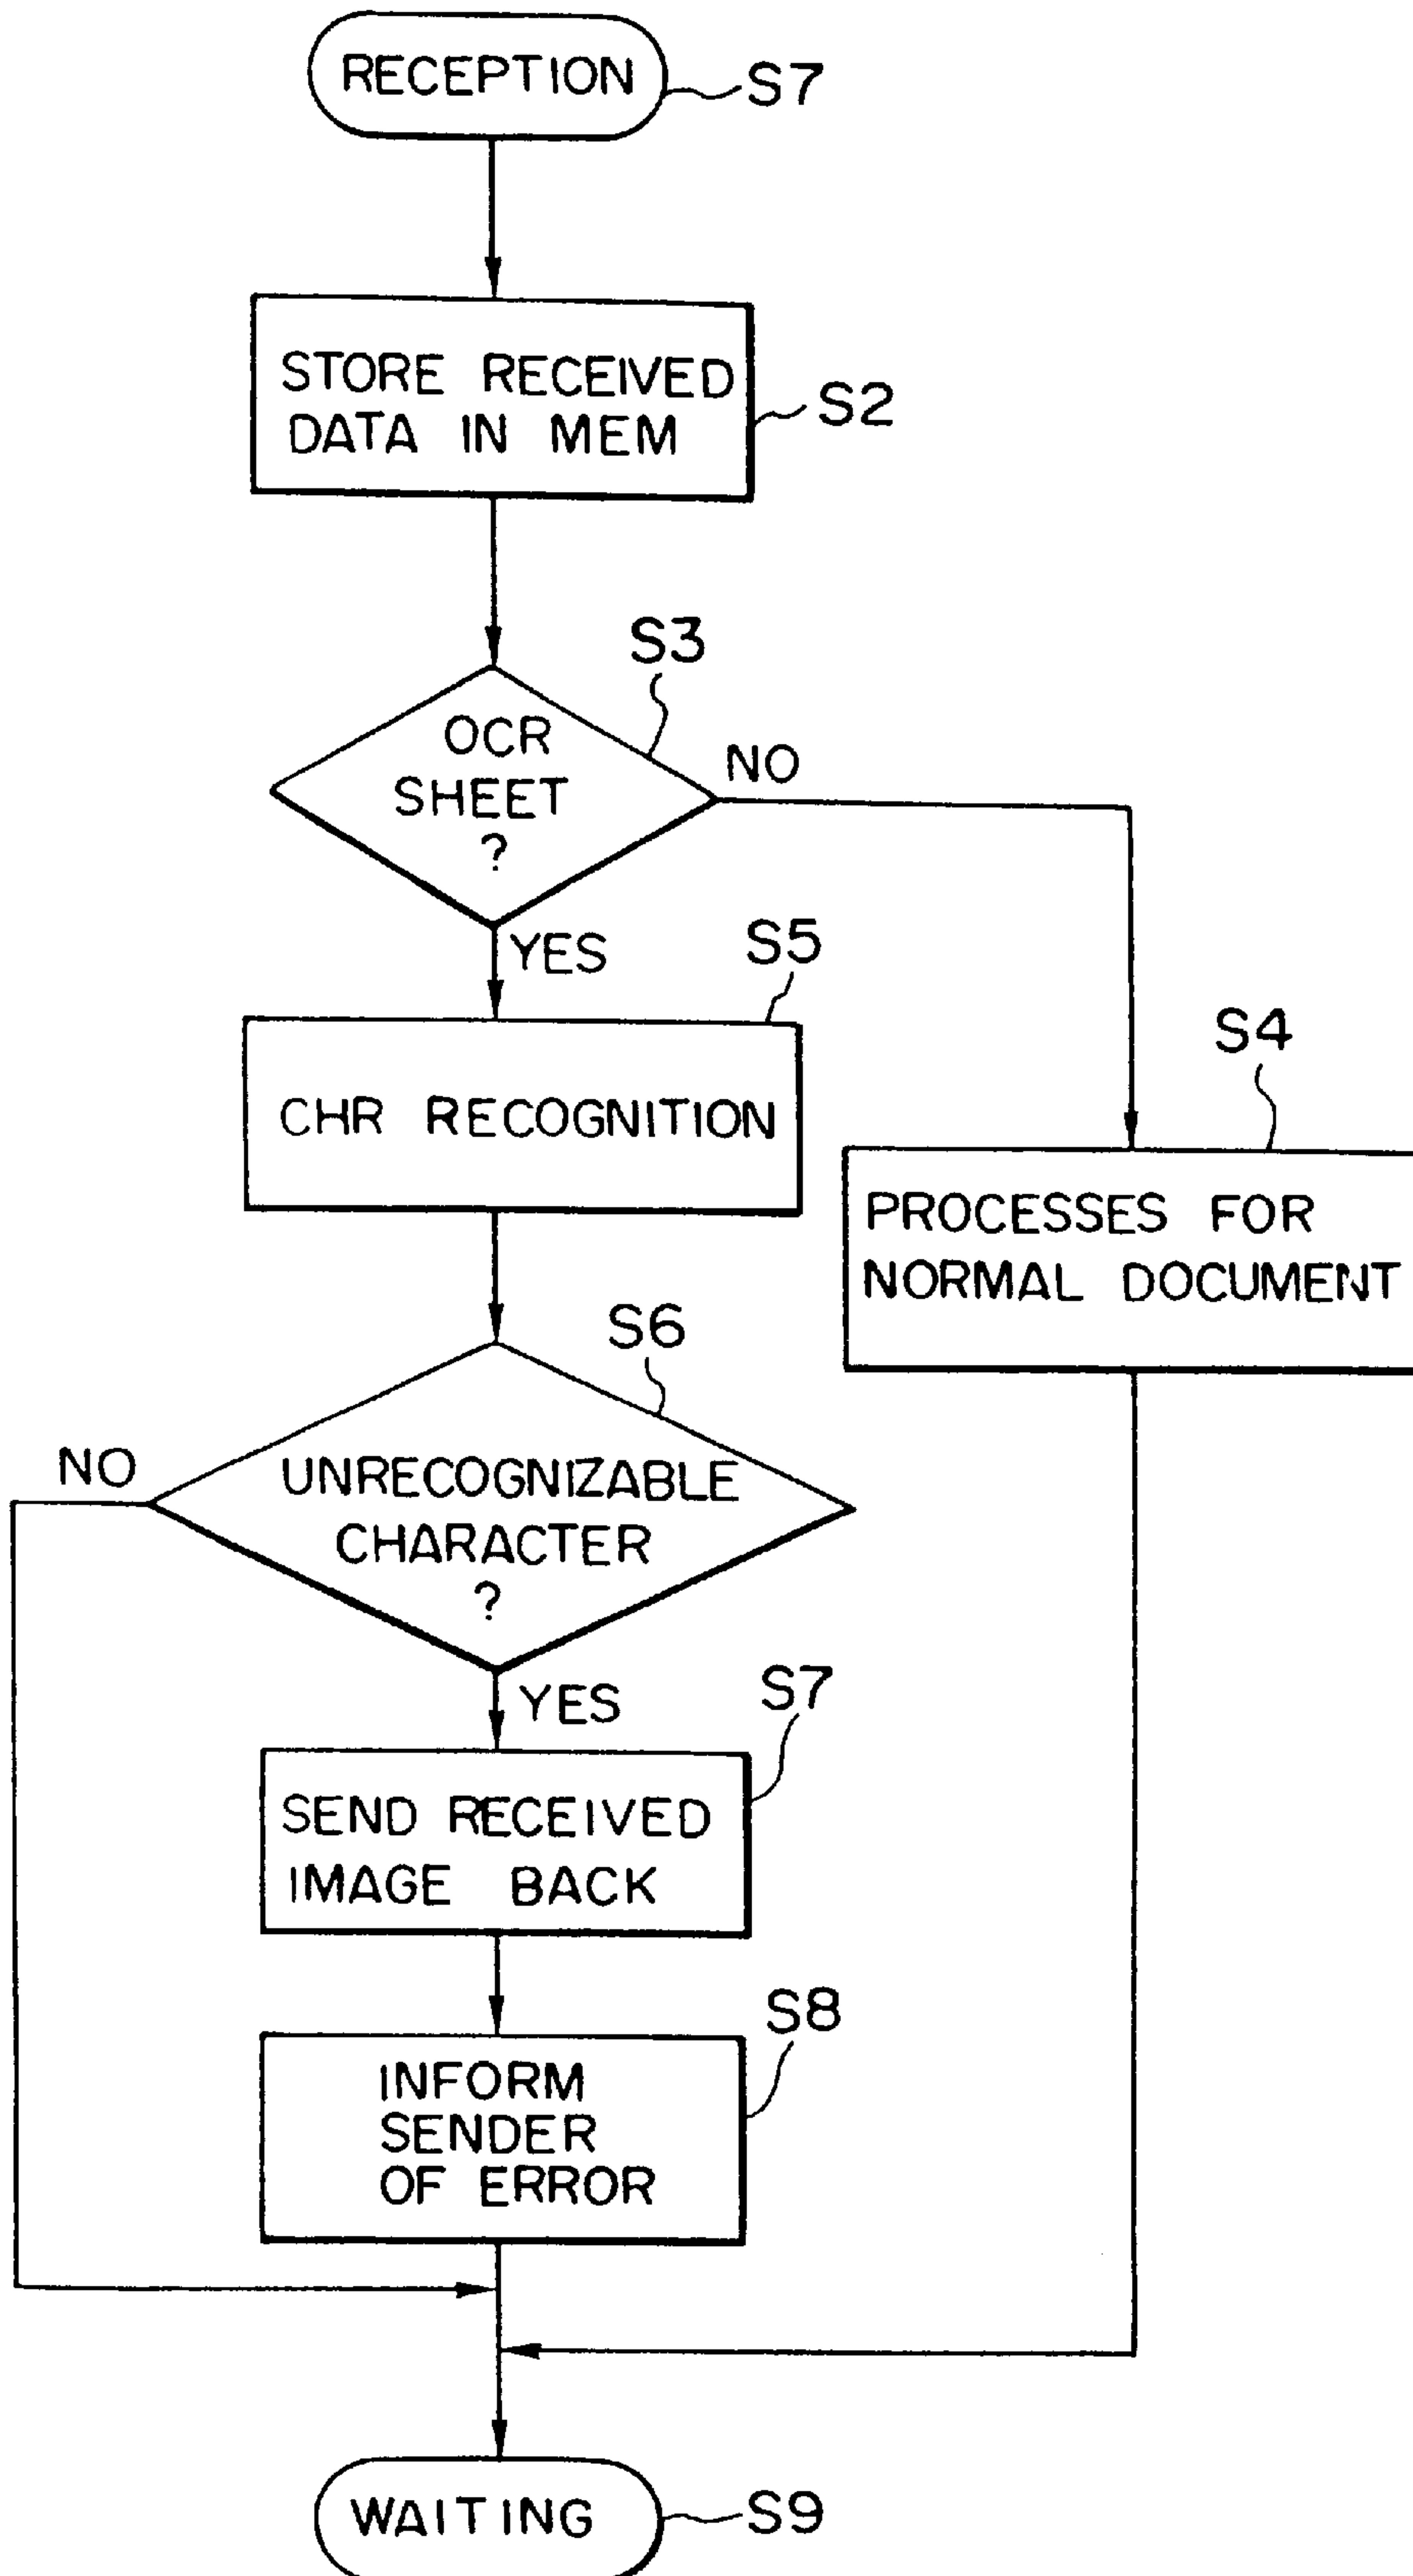 RECEPTION
S7
STORE RECEIVED
DATA IN MEM
S2
S3
OCR
SHEET
?
NO
YES
S5
CHR RECOGNITION
S4
PROCESSES FOR
NORMAL DOCUMENT
S6
NO
UNRECOGNIZABLE
CHARACTER
?
YES
S7
SEND RECEIVED
IMAGE BACK
S8
INFORM
SENDER
OF ERROR
WAITING
S9